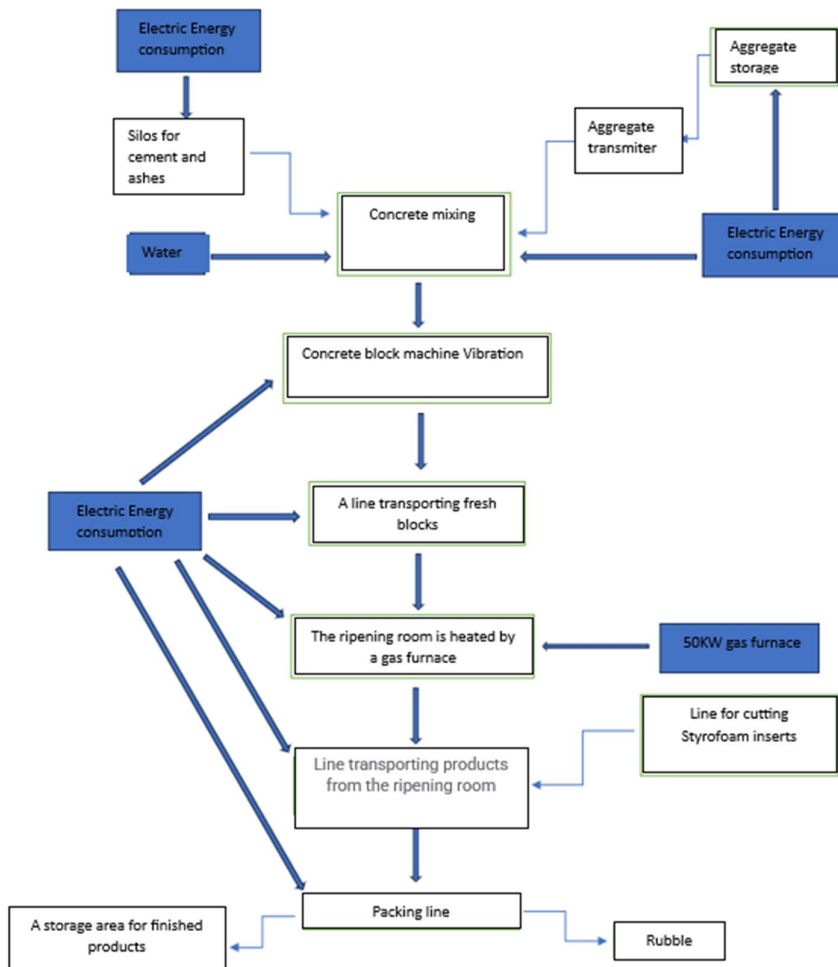 Electric Energy
consumption
Aggregate
storage
Silos for
cement and
ashes
Aggregate
transmiter
Concrete mixing
Water
Electric Energy
consumption
Concrete block machine Vibration
Electric Energy
consumption
A line transporting fresh
blocks
The ripening room is heated by
a gas furnace
50KW gas furnace
Line for cutting
Styrofoam inserts
Line transporting products
from the ripening room
Packing line
A storage area for finished
products
Rubble